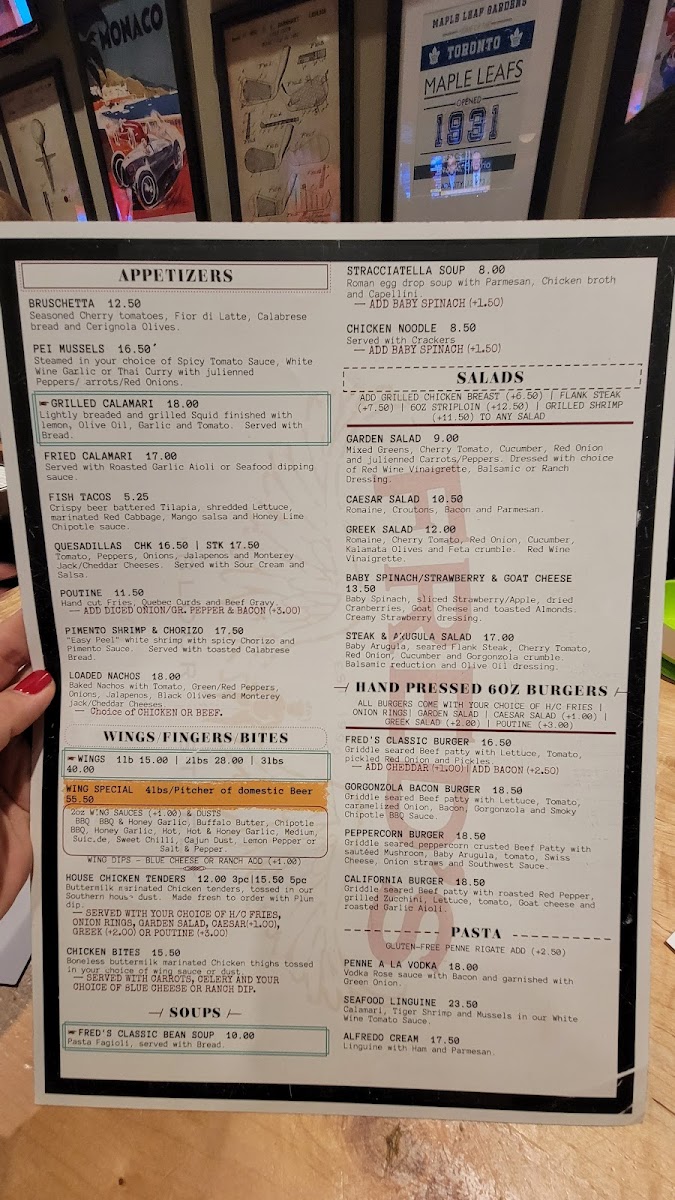 MONACO
MAPLE LEAF GARDENS
TORONTO
MAPLE LEAFS
OPENED
1931
APPETIZERS
BRUSCHETTA 12.50
Seasoned Cherry tomatoes, Fior di Latte, Calabrese
bread and Cerignola Olives.
PEI MUSSELS 16.50
Steamed in your choice of Spicy Tomato Sauce, White
Wine Garlic or Thai Curry with julienned
Peppers/ arrots/Red Onions.
GRILLED CALAMARI 18.00
Lightly breaded and grilled Squid finished with
lemon, Olive Oil, Garlic and Tomato. Served with
Bread.
FRIED CALAMARI 17.00
Served with Roasted Garlic Aioli or Seafood dipping
sauce.
FISH TACOS 5.25
Crispy beer battered Tilapia, shredded Lettuce,
marinated Red Cabbage, Mango salsa and Honey Lime
Chipotle sauce.
QUESADILLAS CHK 16.50 | STK 17.50
Tomato, Peppers, Onions, Jalapenos and Monterey
Jack/Cheddar Cheeses. Served with Sour Cream and
Salsa.
POUTINE 11.50
Hand cut Fries, Quebec Curds and Beef Gravy.
— ADD DICED ONION/GR. PEPPER & BACON (+3.00)
PIMENTO SHRIMP & CHORIZO 17.50
"Easy Peel" white shrimp with spicy Chorizo and
Pimento Sauce. Served with toasted Calabrese
Bread.
LOADED NACHOS 18.00
Baked Nachos with Tomato, Green/Red Peppers,
Onions, Jalapenos, Black Olives and Monterey
jack/Cheddar Cheeses.
— Choice of CHICKEN OR BEEF.
WINGS/FINGERS/BITES
WINGS 1lb 15.00 | 2lbs 28.00 | 3lbs
40.00
WING SPECIAL 4lbs/Pitcher of domestic Beer
55.50
2oz WING SAUCES (+1.00) & DUSTS
BBQ BBQ & Honey Garlic, Buffalo Butter, Chipotle
BBQ, Honey Garlic, Hot, Hot & Honey Garlic, Medium,
Suic.de, Sweet Chilli, Cajun Dust, Lemon Pepper or
Salt & Pepper.
WING DIPS - BLUE CHEESE OR RANCH ADD (+1.00)
HOUSE CHICKEN TENDERS 12.00 3pc|15.50 5pc
Buttermilk marinated Chicken tenders, tossed in our
Southern house dust. Made fresh to order with Plum
dip.
— SERVED WITH YOUR CHOICE OF H/C FRIES,
ONION RINGS, GARDEN SALAD, CAESAR(+1.00),
GREEK (+2.00) OR POUTINE (+3.00)
CHICKEN BITES 15.50
Boneless buttermilk marinated Chicken thighs tossed
in your choice of wing sauce or dust.
— SERVED WITH CARROTS, CELERY AND YOUR
CHOICE OF BLUE CHEESE OR RANCH DIP.
SOUPS
FRED'S CLASSIC BEAN SOUP 10.00
Pasta Fagioli, served with Bread.
STRACCIATELLA SOUP 8.00
Roman egg drop soup with Parmesan, Chicken broth
and Capellini.
— ADD BABY SPINACH (+1.50)
CHICKEN NOODLE 8.50
Served with Crackers
— ADD BABY SPINACH (+1.50)
SALADS
ADD GRILLED CHICKEN BREAST (+6.50) | FLANK STEAK
(+7.50) | 6OZ STRIPLOIN (+12.50) | GRILLED SHRIMP
(+11.50) TO ANY SALAD
GARDEN SALAD 9.00
Mixed Greens, Cherry Tomato, Cucumber, Red Onion
and julienned Carrots/Peppers. Dressed with choice
of Red Wine Vinaigrette, Balsamic or Ranch
Dressing.
CAESAR SALAD 10.50
Romaine, Croutons, Bacon and Parmesan.
GREEK SALAD 12.00
Romaine, Cherry Tomato, Red Onion, Cucumber,
Kalamata Olives and Feta crumble. Red Wine
Vinaigrette.
BABY SPINACH/STRAWBERRY & GOAT CHEESE
13.50
Baby Spinach, sliced Strawberry/Apple, dried
Cranberries, Goat Cheese and toasted Almonds.
Creamy Strawberry dressing.
STEAK & ARUGULA SALAD 17.00
Baby Arugula, seared Flank Steak, Cherry Tomato,
Red Onion, Cucumber and Gorgonzola crumble.
Balsamic reduction and Olive Oil dressing.
HAND PRESSED 6OZ BURGERS
ALL BURGERS COME WITH YOUR CHOICE OF H/C FRIES |
ONION RINGS| GARDEN SALAD | CAESAR SALAD (+1.00) |
GREEK SALAD (+2.00) | POUTINE (+3.00)
FRED'S CLASSIC BURGER 16.50
Griddle seared Beef patty with Lettuce, Tomato,
pickled Red Onion and Pickles
— ADD CHEDDAR (+1.00)| ADD BACON (+2.50)
GORGONZOLA BACON BURGER 18.50
Griddle seared Beef patty with Lettuce, Tomato,
caramelized Onion, Bacon, Gorgonzola and Smoky
Chipotle BBQ Sauce.
PEPPERCORN BURGER 18.50
Griddle seared peppercorn crusted Beef Patty with
sautéed Mushroom, Baby Arugula, tomato, Swiss
Cheese, Onion straws and Southwest Sauce.
CALIFORNIA BURGER 18.50
Griddle seared Beef patty with roasted Red Pepper,
grilled Zucchini, Lettuce, tomato, Goat cheese and
roasted Garlic Aioli.
PASTA
GLUTEN-FREE PENNE RIGATE ADD (+2.50)
PENNE A LA VODKA 18.00
Vodka Rose sauce with Bacon and garnished with
Green Onion.
SEAFOOD LINGUINE 23.50
Calamari, Tiger Shrimp and Mussels in our White
Wine Tomato Sauce.
ALFREDO CREAM 17.50
Linguine with Ham and Parmesan.